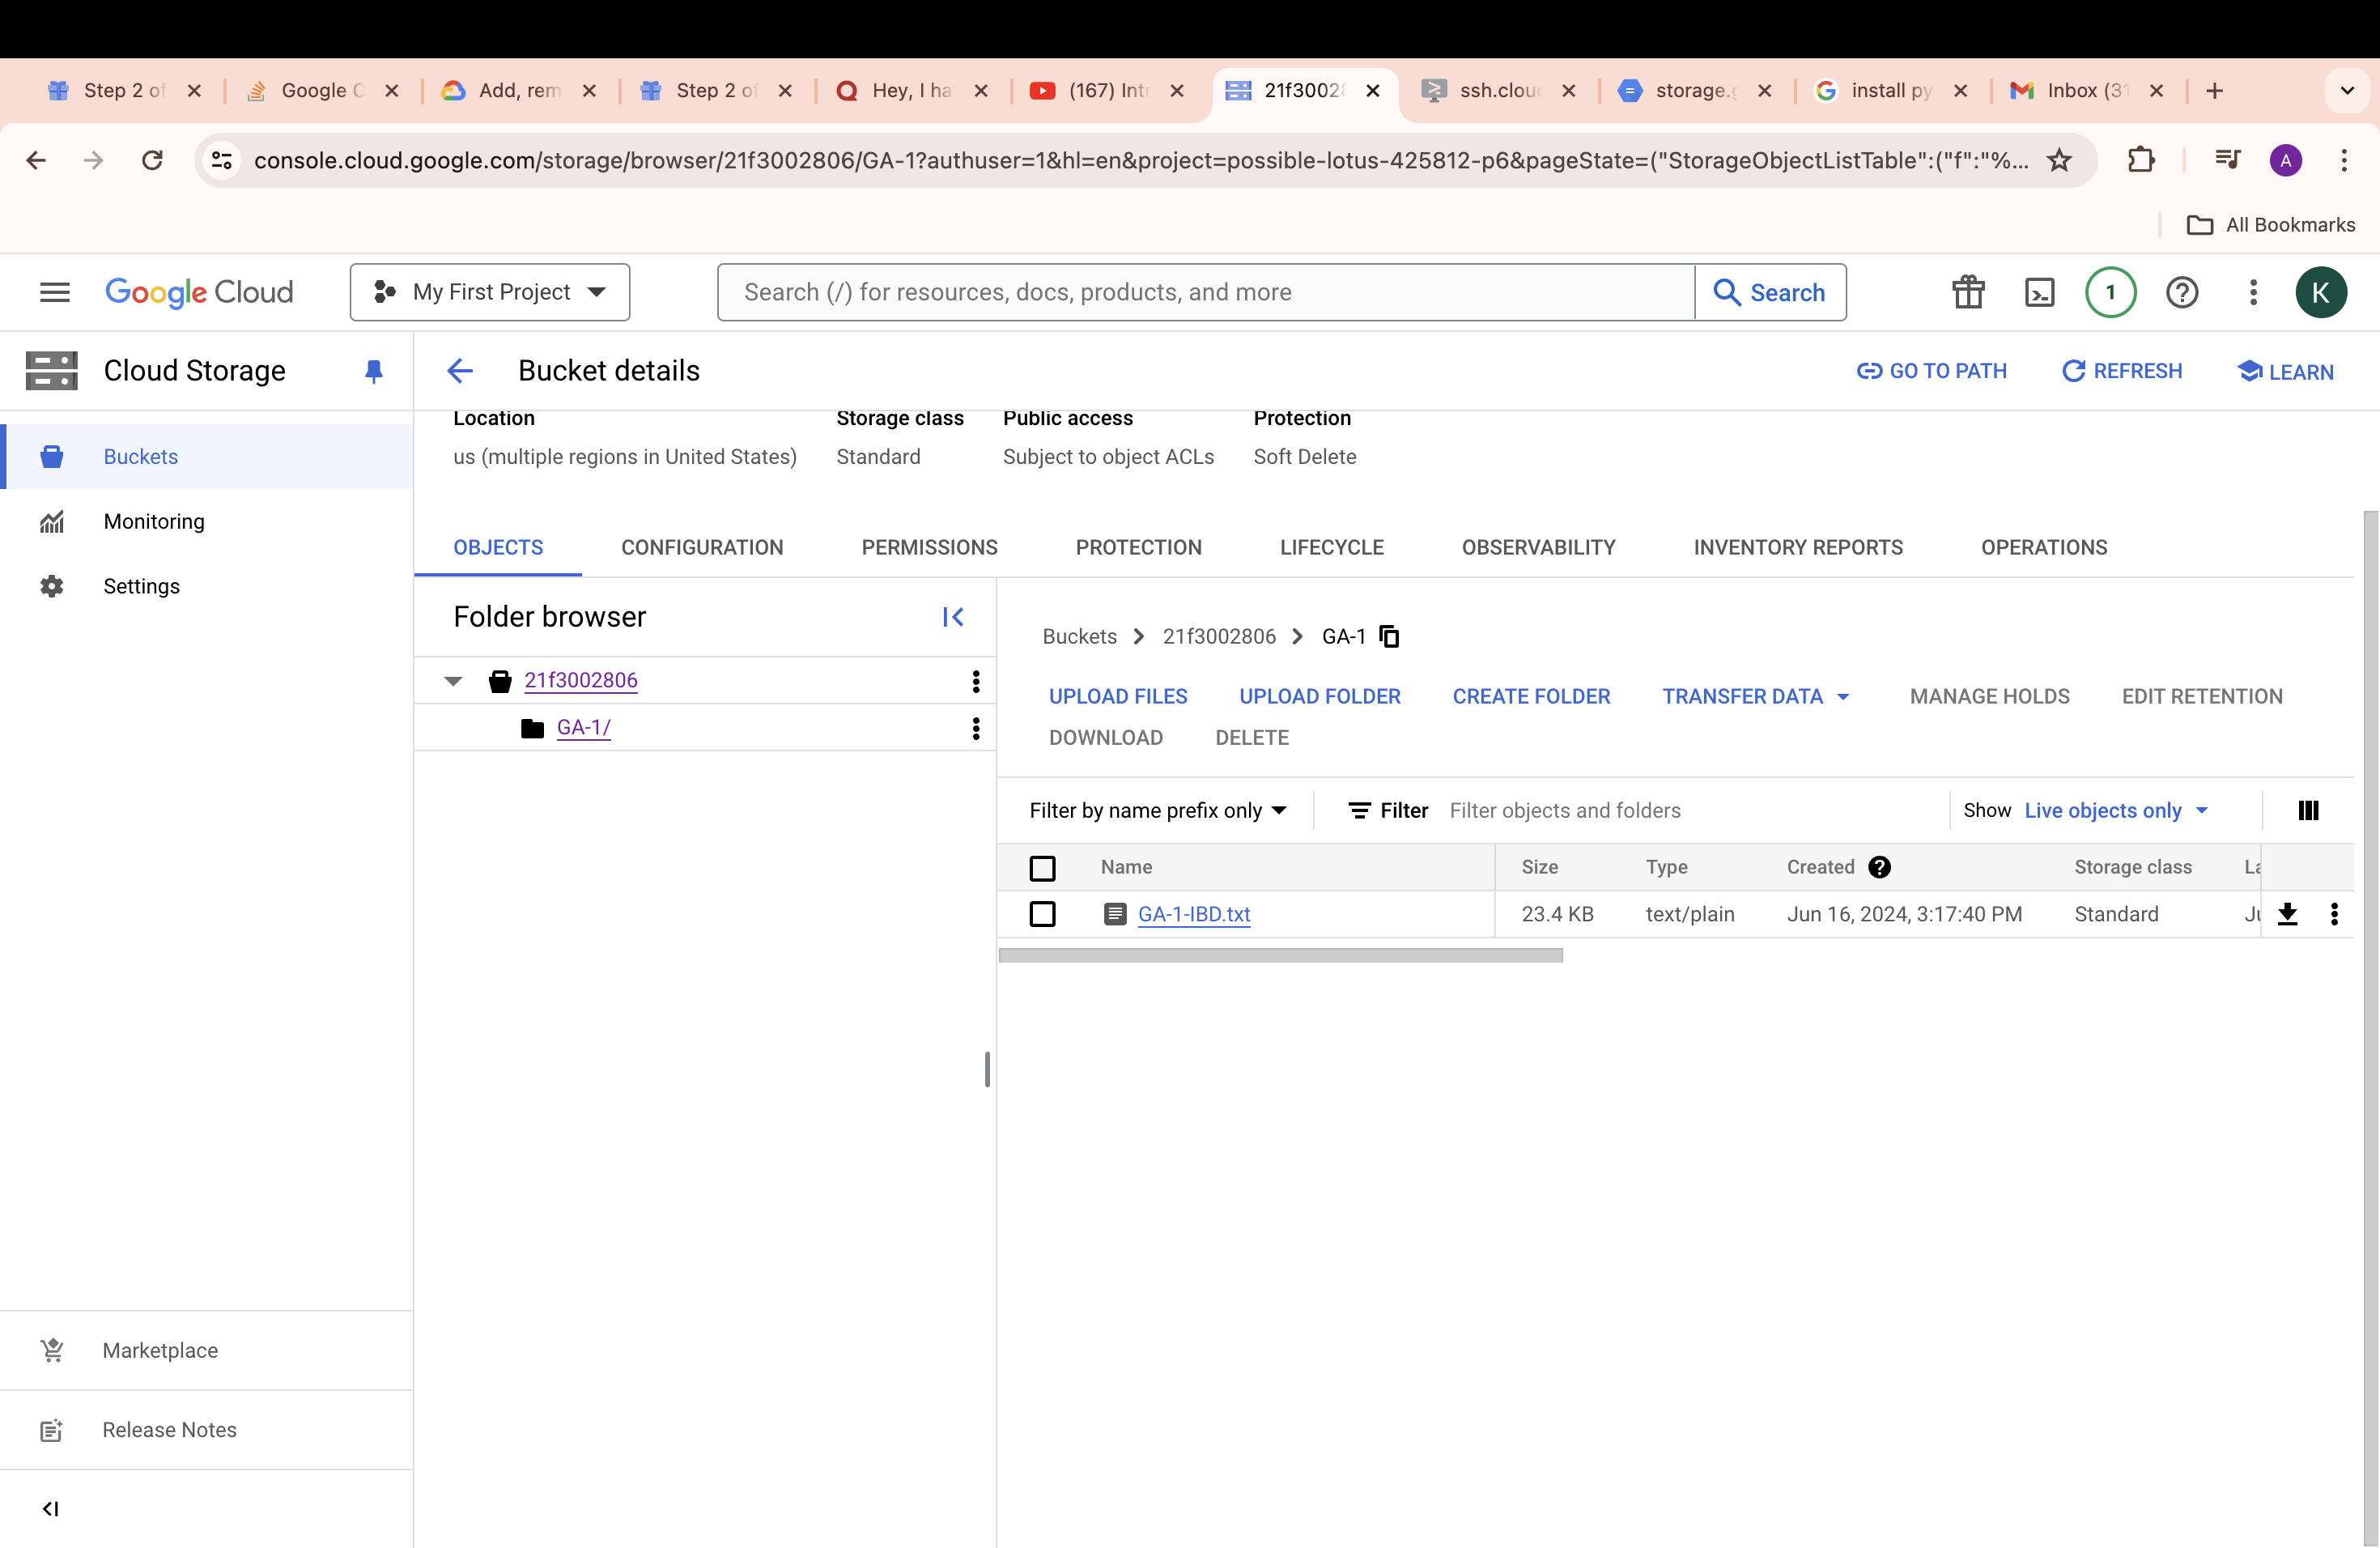 Step 2 of
Google C
Add, rem
Step 2 of
Hey, I ha
(167) Intr
21f30028
ssh.clou
storage.g
install py
Inbox (31
console.cloud.google.com/storage/browser/21f3002806/GA-1?authuser=1&hl=en&project=possible-lotus-425812-p6&pageState=("StorageObjectListTable":("f":"%...
A
All Bookmarks
Google Cloud
My First Project
Search (/) for resources, docs, products, and more
Search
1
K
Cloud Storage
Bucket details
GO TO PATH
REFRESH
LEARN
Buckets
Monitoring
Settings
Marketplace
Release Notes
Location Storage class Public access Protection
us (multiple regions in United States) Standard Subject to object ACLs Soft Delete
OBJECTS CONFIGURATION PERMISSIONS PROTECTION LIFECYCLE OBSERVABILITY INVENTORY REPORTS OPERATIONS
Folder browser
21f3002806
GA-1/
Buckets > 21f3002806 > GA-1
UPLOAD FILES UPLOAD FOLDER CREATE FOLDER TRANSFER DATA MANAGE HOLDS EDIT RETENTION
DOWNLOAD DELETE
Filter by name prefix only Filter Filter objects and folders Show Live objects only
Name Size Type Created Storage class
GA-1-IBD.txt 23.4 KB text/plain Jun 16, 2024, 3:17:40 PM Standard